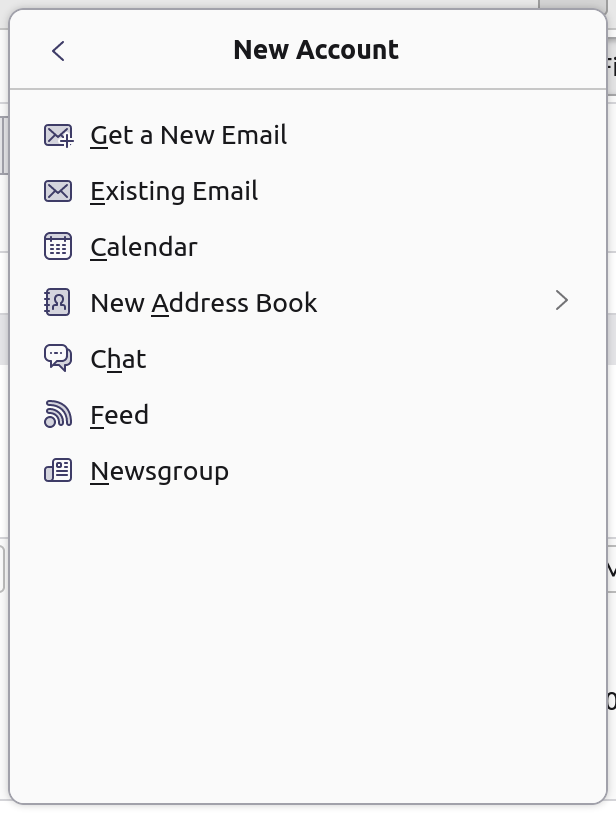 New Account
Get a New Email
Existing Email
Calendar
New Address Book
Chat
Feed
Newsgroup